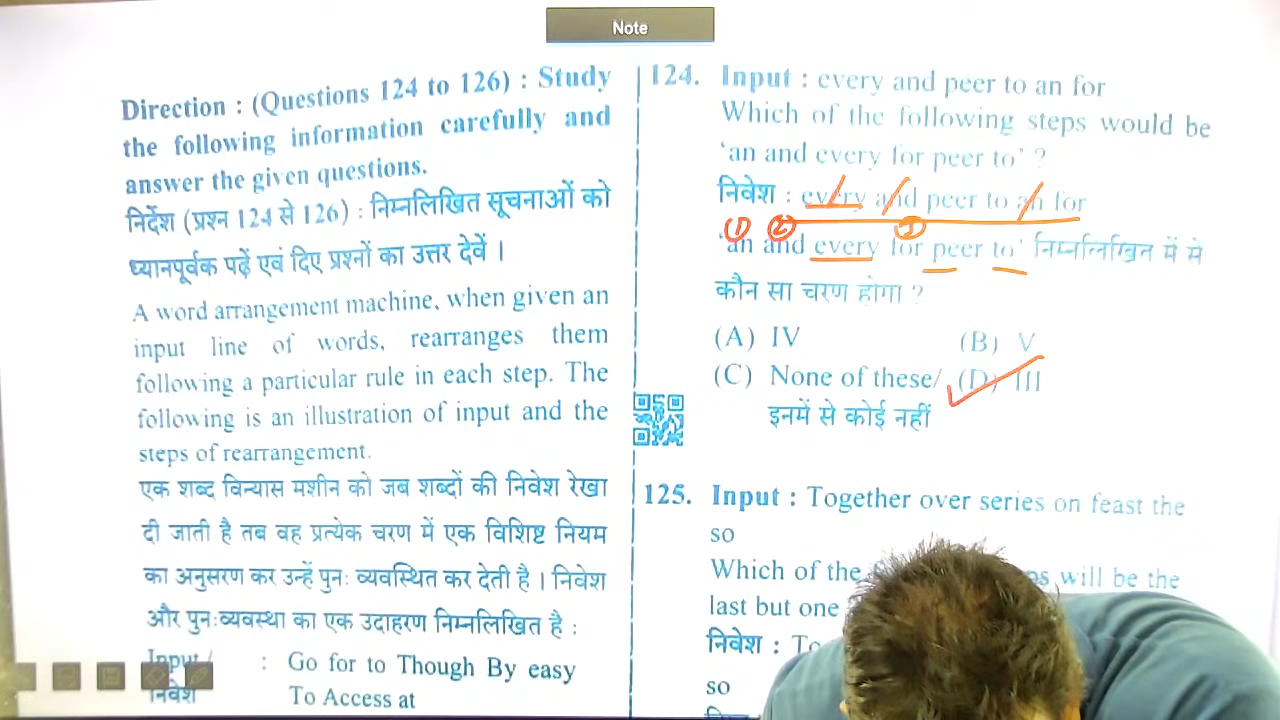 Note
Direction : (Questions 124 to 126) : Study
the following information carefully and
answer the given questions.
निर्देश (प्रश्न 124 से 126) : निम्नलिखित सूचनाओं को
ध्यानपूर्वक पढ़ें एवं दिए प्रश्नों का उत्तर देवें ।
A word arrangement machine, when given an
input line of words, rearranges them
following a particular rule in each step. The
following is an illustration of input and the
steps of rearrangement.
एक शब्द विन्यास मशीन को जब शब्दों की निवेश रेखा
दी जाती है तब वह प्रत्येक चरण में एक विशिष्ट नियम
का अनुसरण कर उन्हें पुनः व्यवस्थित कर देती है । निवेश
और पुनःव्यवस्था का एक उदाहरण निम्नलिखित है :
Input / : Go for to Though By easy
निवेश To Access at
124. Input : every and peer to an for
Which of the following steps would be
‘an and every for peer to’ ?
निवेश : every and peer to an for
1 2 3
‘an and every for peer to’ निम्नलिखित में से
कौन सा चरण होगा ?
(A) IV (B) V
(C) None of these/ (D) III
इनमें से कोई नहीं
125. Input : Together over series on feast the
so
Which of the will be the
last but one
निवेश :
so